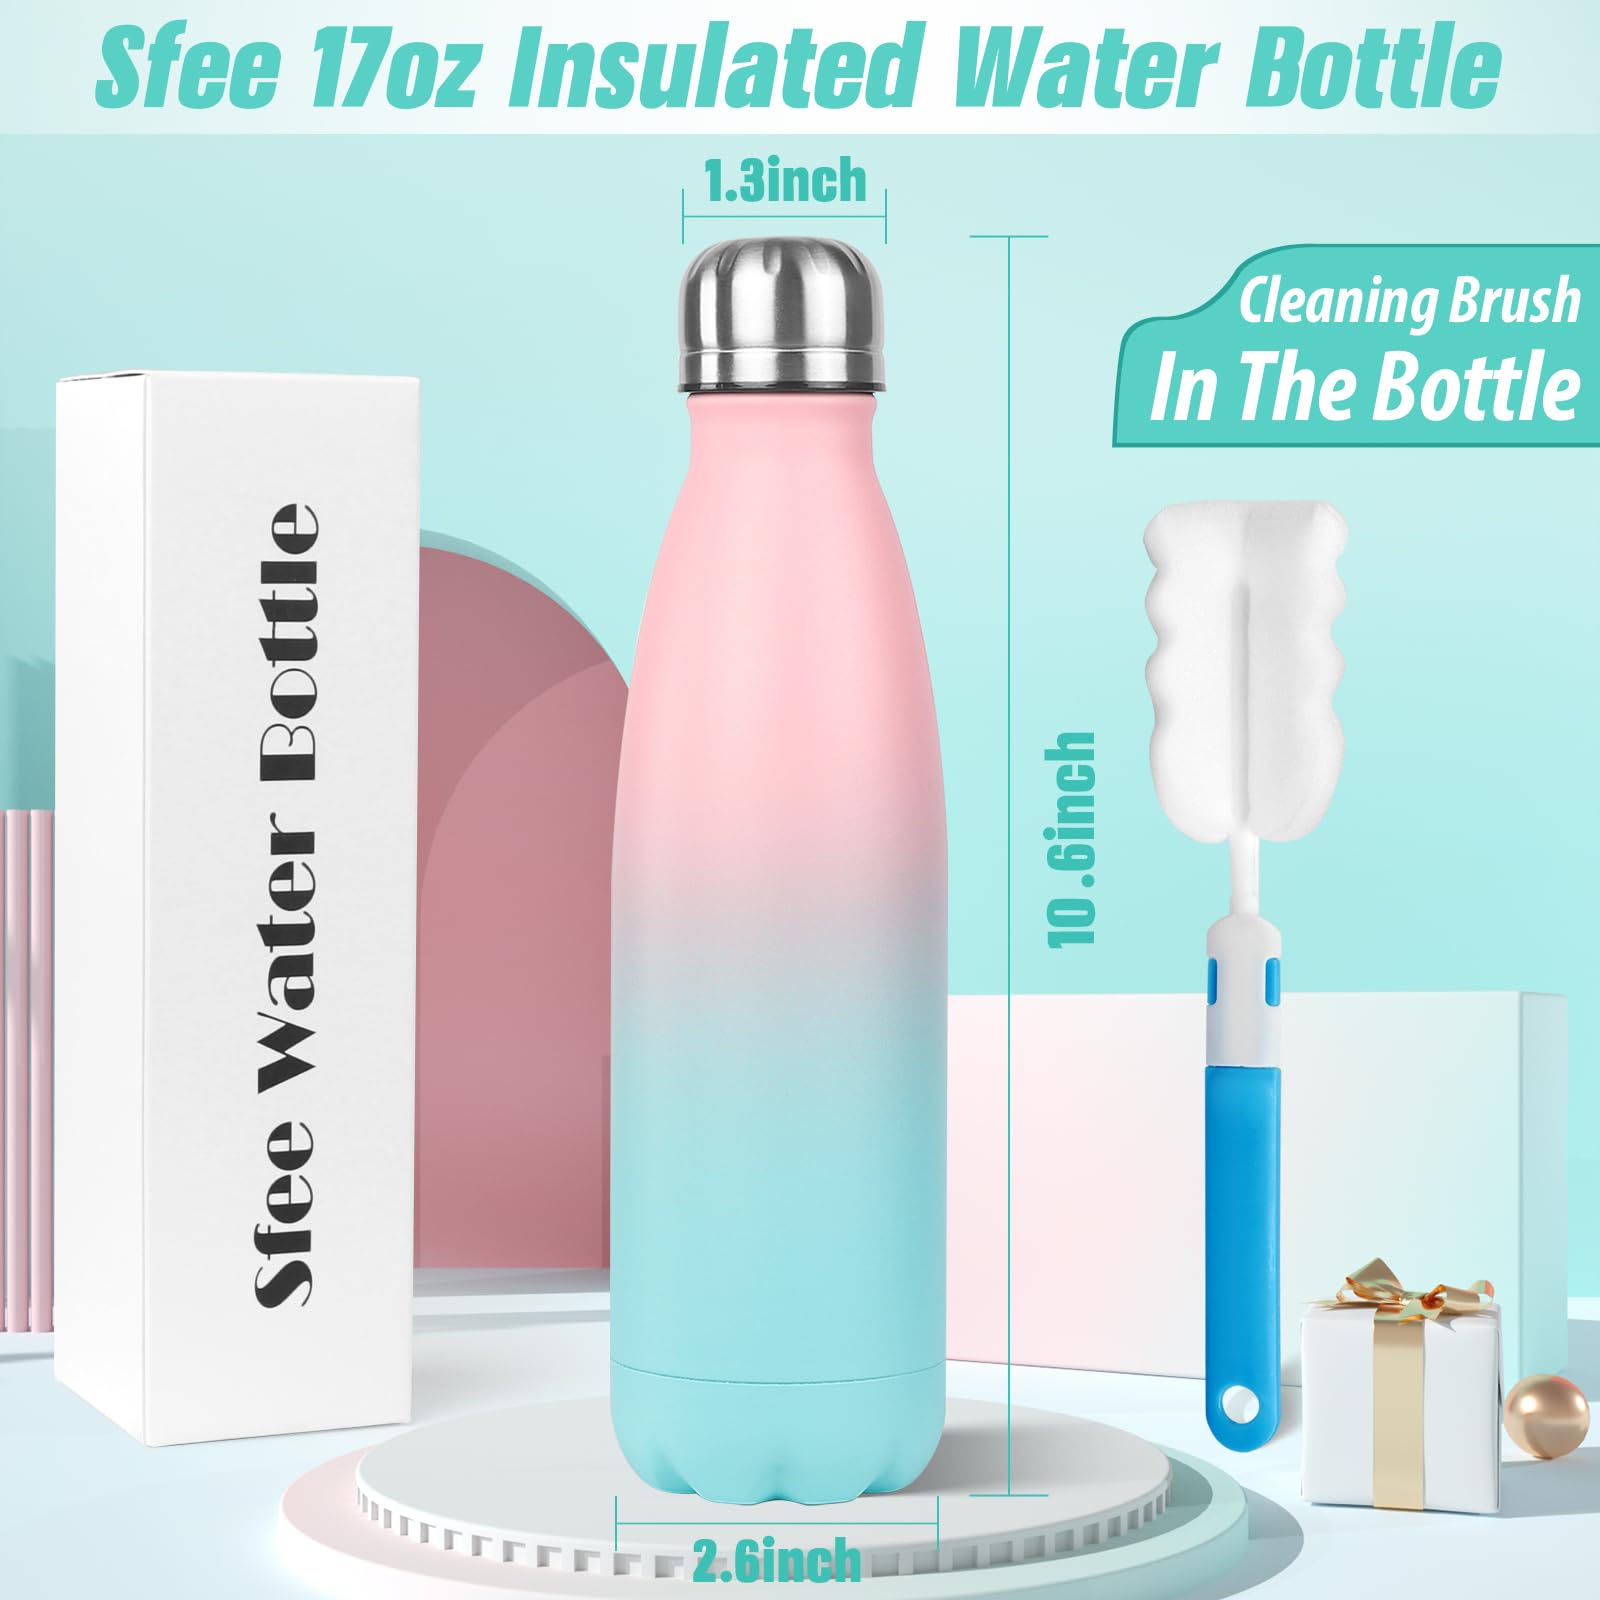 Sfee 17oz Insulated Water Bottle
1.3inch
Cleaning Brush
In The Bottle
Sfee Water Bottle
10 .6inch
2.6inch